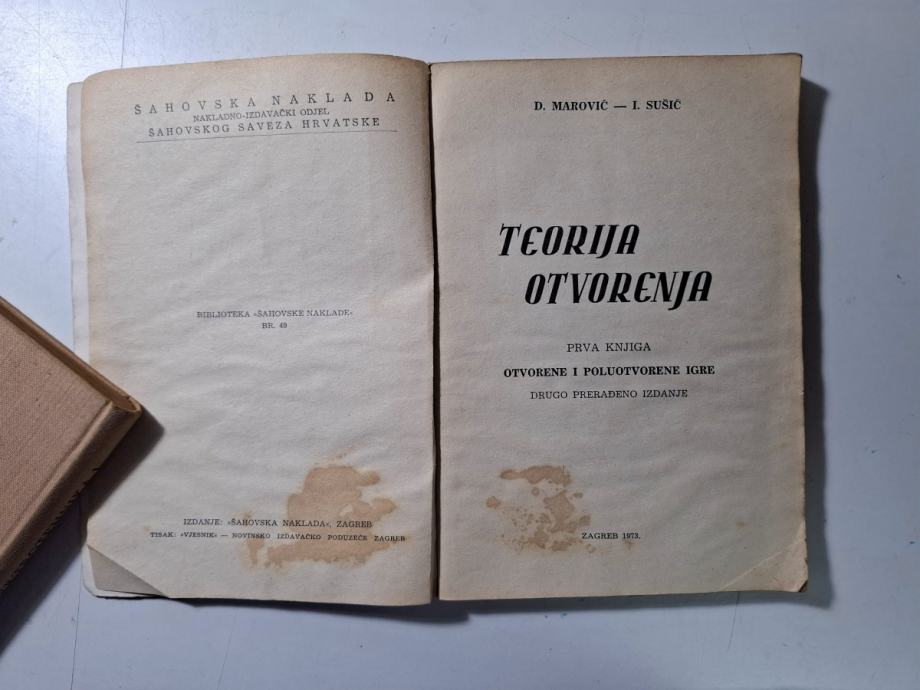 ŠAHOVSKA NAKLADA
NAKLADNO-IZDAVAČKI ODJEL
ŠAHOVSKOG SAVEZA HRVATSKE
BIBLIOTEKA »ŠAHOVSKE NAKLADE«
BR. 49
IZDANJE: »ŠAHOVSKA NAKLADA«, ZAGREB
TISAK: »VJESNIK« — NOVINSKO IZDAVAČKO PODUZEĆE ZAGREB
D. MAROVIĆ — I. SUŠIĆ
TEORIJA
OTVORENJA
PRVA KNJIGA
OTVORENE I POLUOTVORENE IGRE
DRUGO PRERAĐENO IZDANJE
ZAGREB 1973.